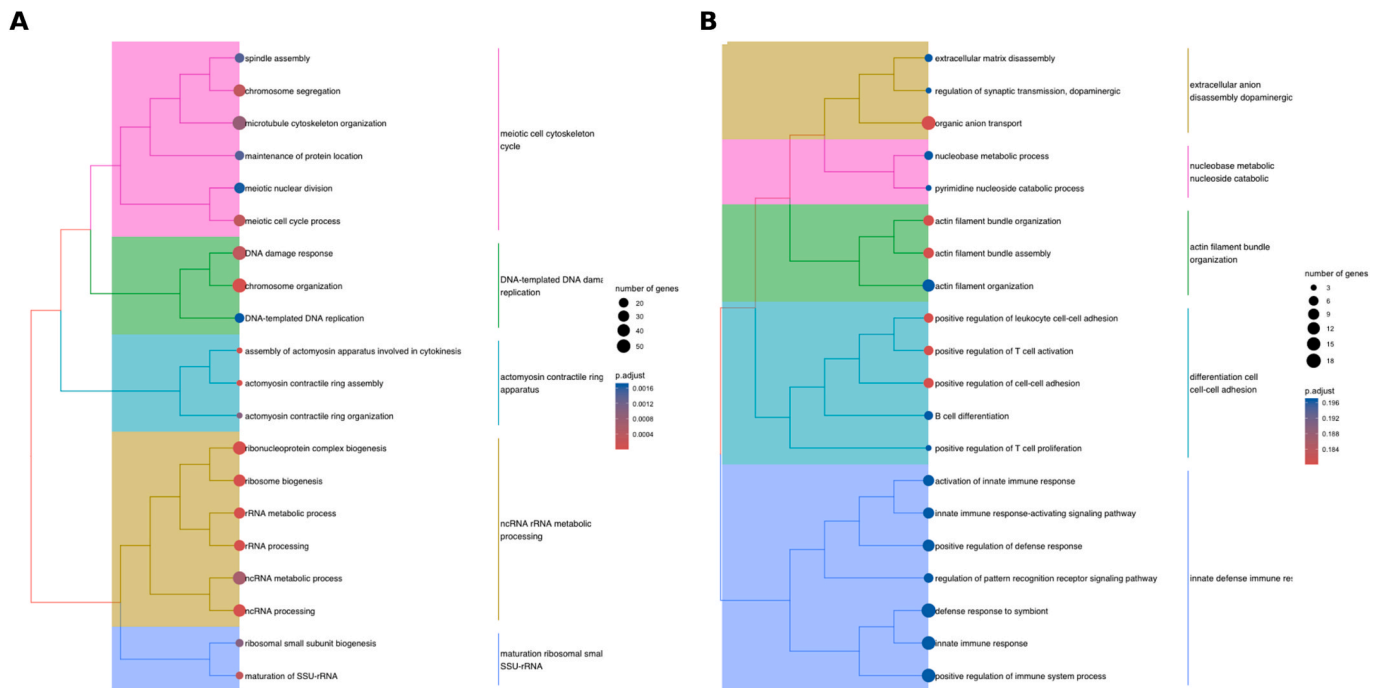 A
spindle assembly
chromosome segregation
microtubule cytoskeleton organization
maintenance of protein location
meiotic nuclear division
meiotic cell cycle process
DNA damage response
chromosome organization
DNA-templated DNA replication
assembly of actomyosin apparatus involved in cytokinesis
actomyosin contractile ring assembly
actomyosin contractile ring organization
ribonucleoprotein complex biogenesis
ribosome biogenesis
rRNA metabolic process
rRNA processing
ncRNA metabolic process
ncRNA processing
ribosomal small subunit biogenesis
maturation of SSU-rRNA
meiotic cell cytoskeleton
cycle
DNA-templated DNA dama
replication
actomyosin contractile ring
apparatus
ncRNA rRNA metabolic
processing
maturation ribosomal smal
SSU-rRNA
number of genes
20
30
40
50
p.adjust
0.0016
0.0012
0.0008
0.0004
B
extracellular matrix disassembly
regulation of synaptic transmission, dopaminergic
organic anion transport
nucleobase metabolic process
pyrimidine nucleoside catabolic process
actin filament bundle organization
actin filament bundle assembly
actin filament organization
positive regulation of leukocyte cell-cell adhesion
positive regulation of T cell activation
positive regulation of cell-cell adhesion
B cell differentiation
positive regulation of T cell proliferation
activation of innate immune response
innate immune response-activating signaling pathway
positive regulation of defense response
regulation of pattern recognition receptor signaling pathway
defense response to symbiont
innate immune response
positive regulation of immune system process
extracellular anion
disassembly dopaminergic
nucleobase metabolic
nucleoside catabolic
actin filament bundle
organization
differentiation cell
cell-cell adhesion
innate defense immune re
number of genes
3
6
9
12
15
18
p.adjust
0.196
0.192
0.188
0.184